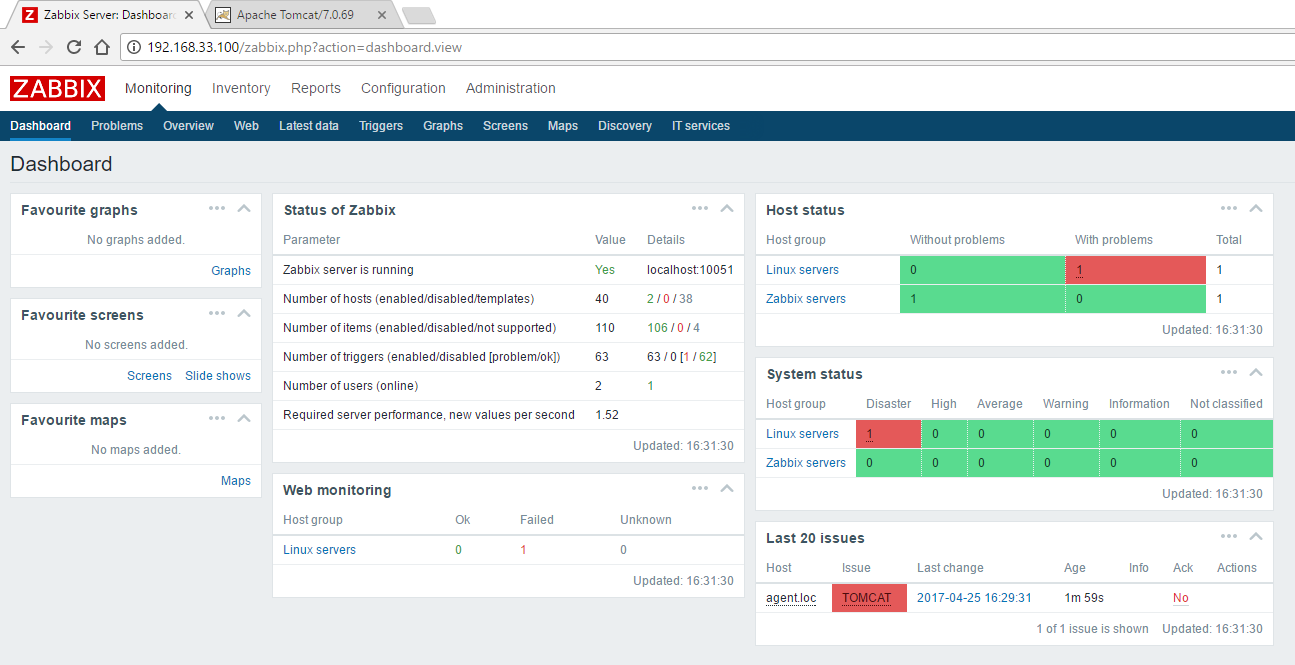 Zabbix Server: Dashboard
Apache Tomcat/7.0.69
192.168.33.100/zabbix.php?action=dashboard.view
ZABBIX Monitoring Inventory Reports Configuration Administration
Dashboard Problems Overview Web Latest data Triggers Graphs Screens Maps Discovery IT services
Dashboard
Favourite graphs
No graphs added.
Graphs
Favourite screens
No screens added.
Screens Slide shows
Favourite maps
No maps added.
Maps
Status of Zabbix
Parameter Value Details
Zabbix server is running Yes localhost:10051
Number of hosts (enabled/disabled/templates) 40 2 / 0 / 38
Number of items (enabled/disabled/not supported) 110 106 / 0 / 4
Number of triggers (enabled/disabled [problem/ok]) 63 63 / 0 [1 / 62]
Number of users (online) 2 1
Required server performance, new values per second 1.52
Updated: 16:31:30
Web monitoring
Host group Ok Failed Unknown
Linux servers 0 1 0
Updated: 16:31:30
Host status
Host group Without problems With problems Total
Linux servers 0 1 1
Zabbix servers 1 0 1
Updated: 16:31:30
System status
Host group Disaster High Average Warning Information Not classified
Linux servers 1 0 0 0 0 0
Zabbix servers 0 0 0 0 0 0
Updated: 16:31:30
Last 20 issues
Host Issue Last change Age Info Ack Actions
agent.loc TOMCAT 2017-04-25 16:29:31 1m 59s No
1 of 1 issue is shown Updated: 16:31:30